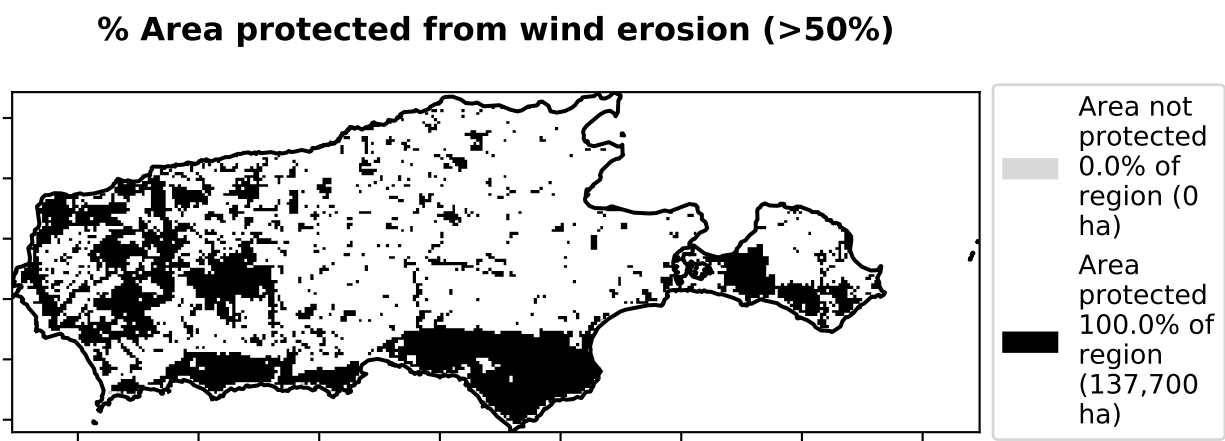 % Area protected from wind erosion (>50%)
Area not
protected
0.0% of
region (0
ha)
Area
protected
100.0% of
region
(137,700
ha)